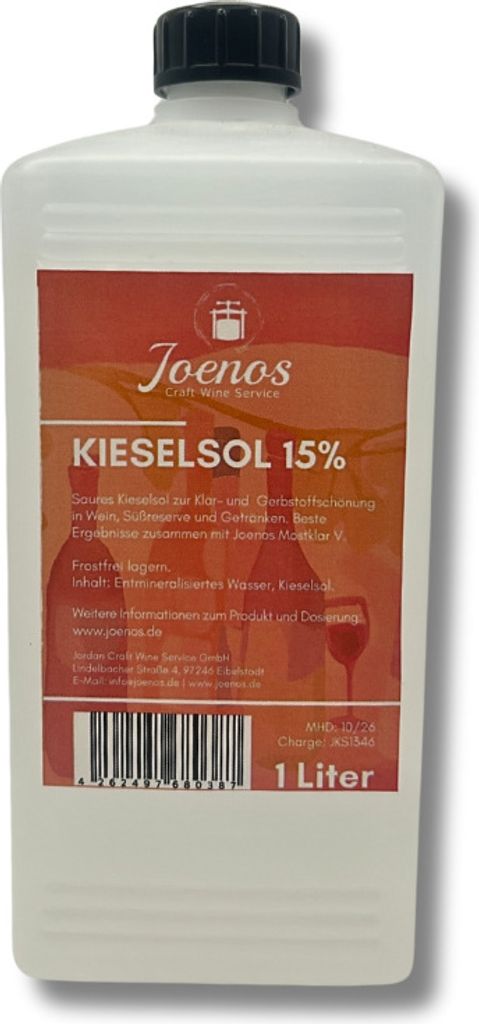 Joenos
Craft Wine Service
KIESELSOL 15%
Saures Kieselsol zur Klär- und Gerbstoffschönung
in Wein, Süßreserve und Getränken. Beste
Ergebnisse zusammen mit Joenos Mostklar V.
Frostfrei lagern.
Inhalt: Entmineralisiertes Wasser, Kieselsol.
Weitere Informationen zum Produkt und Dosierung:
www.joenos.de
Jordan Craft Wine Service GmbH
Lindelbacher Straße 4, 97246 Eibelstadt
E-Mail: info@joenos.de | www.joenos.de
MHD: 10/26
Charge: JKS1346
4 262497 680387
1 Liter